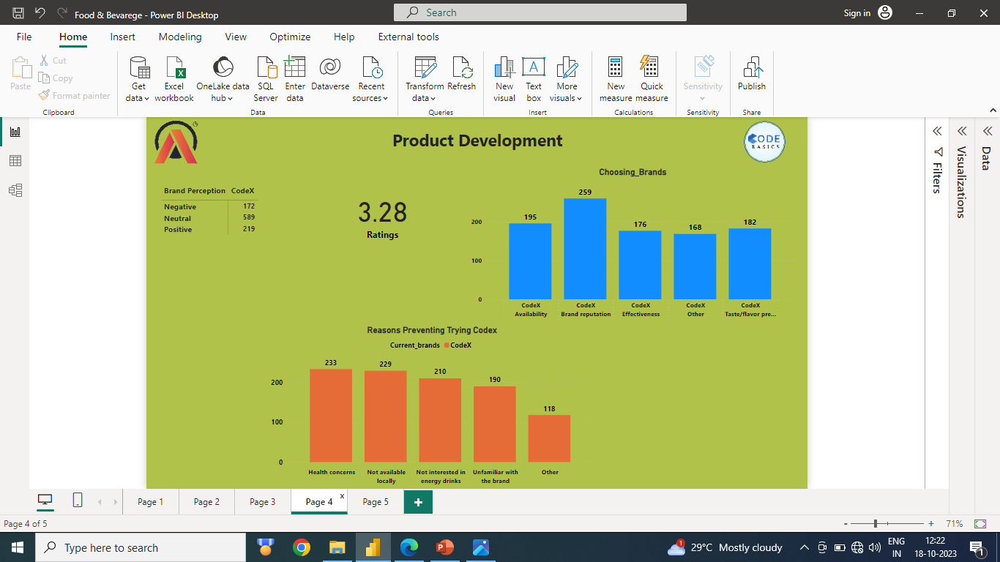 Food & Bevarege - Power BI Desktop
Search
Sign in
File Home Insert Modeling View Optimize Help External tools
Paste
Cut
Copy
Format painter
Clipboard
Get data
Excel workbook
OneLake data hub
SQL Server
Enter data
Dataverse
Recent sources
Data
Transform data
Refresh
Queries
New visual
Text box
More visuals
Insert
New measure
Quick measure
Calculations
Sensitivity
Sensitivity
Publish
Share
Product Development
CODE
BASICS
Brand Perception CodeX
Negative 172
Neutral 589
Positive 219
3.28
Ratings
Choosing_Brands
200
100
0
195
259
176
168
182
CodeX Availability
CodeX Brand reputation
CodeX Effectiveness
CodeX Other
CodeX Taste/flavor pre...
Reasons Preventing Trying Codex
Current_brands CodeX
200
100
0
233
229
210
190
118
Health concerns
Not available locally
Not interested in energy drinks
Unfamiliar with the brand
Other
Filters
Visualizations
Data
Page 1
Page 2
Page 3
Page 4
x
Page 5
+
Page 4 of 5
- + 71%
Type here to search
1
29°C Mostly cloudy
ENG
IN
12:22
18-10-2023
1